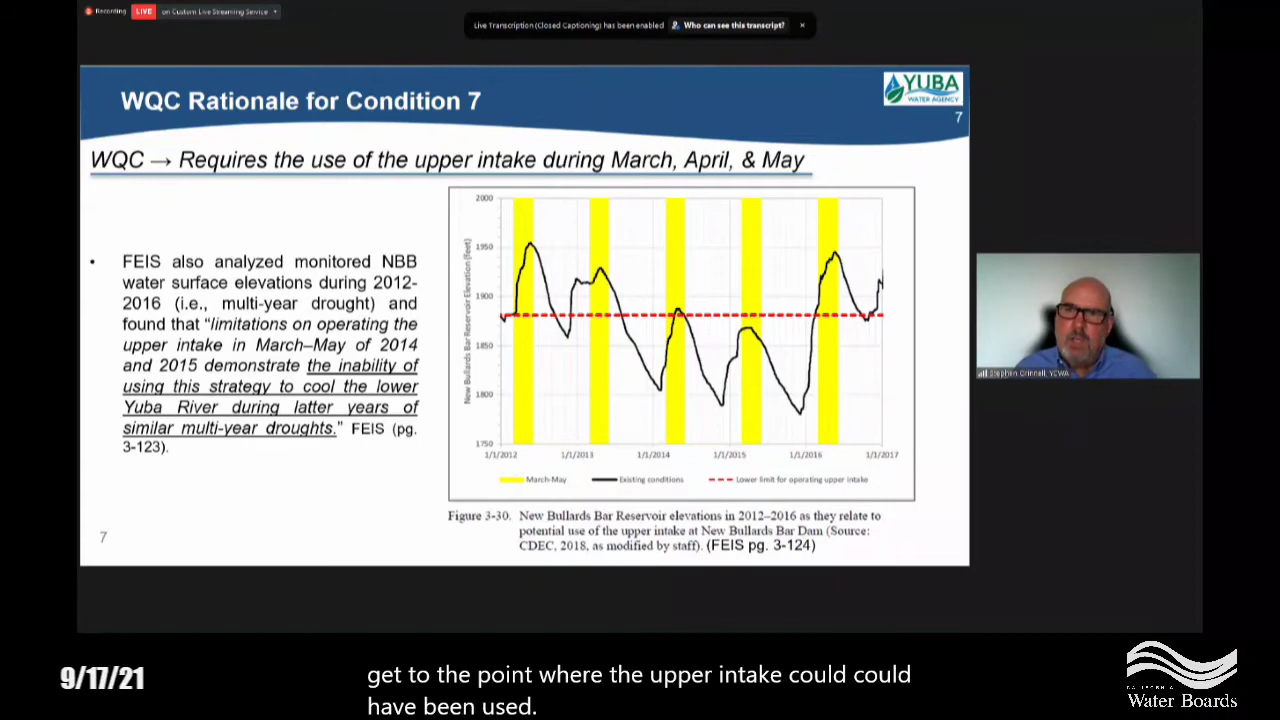 Recording
LIVE
on Custom Live Streaming Service
Live Transcription (Closed Captioning) has been enabled
Who can see this transcript?
WQC Rationale for Condition 7
YUBA
WATER AGENCY
7
WQC → Requires the use of the upper intake during March, April, & May
• FEIS also analyzed monitored NBB
water surface elevations during 2012-
2016 (i.e., multi-year drought) and
found that “limitations on operating the
upper intake in March–May of 2014
and 2015 demonstrate the inability of
using this strategy to cool the lower
Yuba River during latter years of
similar multi-year droughts.” FEIS (pg.
3-123).
7
New Bullards Bar Reservoir Elevation (feet)
2000
1950
1900
1850
1800
1750
1/1/2012 1/1/2013 1/1/2014 1/1/2015 1/1/2016 1/1/2017
March-May Existing conditions Lower limit for operating upper intake
Figure 3-30. New Bullards Bar Reservoir elevations in 2012–2016 as they relate to
potential use of the upper intake at New Bullards Bar Dam (Source:
CDEC, 2018, as modified by staff). (FEIS pg. 3-124)
Stephen Grinnell, YCWA
9/17/21
get to the point where the upper intake could could
have been used.
CALIFORNIA
Water Boards